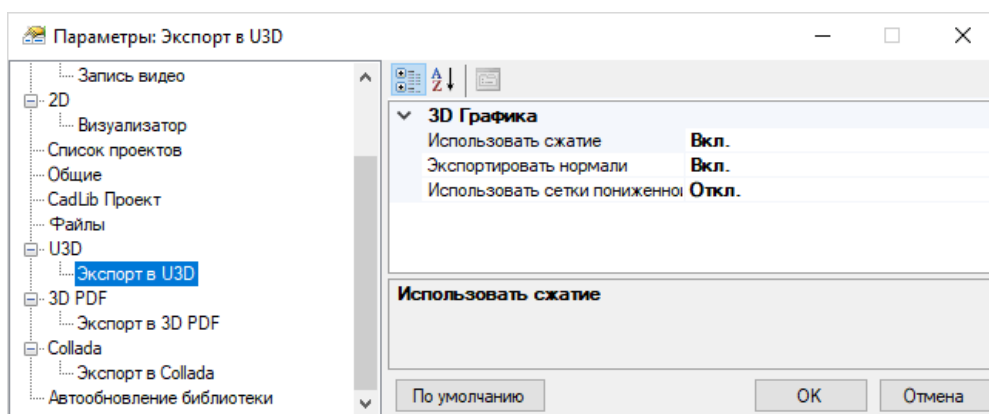 Параметры: Экспорт в U3D
Запись видео
2D
Визуализатор
Список проектов
Общие
CadLib Проект
Файлы
U3D
Экспорт в U3D
3D PDF
Экспорт в 3D PDF
Collada
Экспорт в Collada
Автообновление библиотеки
3D Графика
Использовать сжатие Вкл.
Экспортировать нормали Вкл.
Использовать сетки пониженно Откл.
Использовать сжатие
По умолчанию OK Отмена